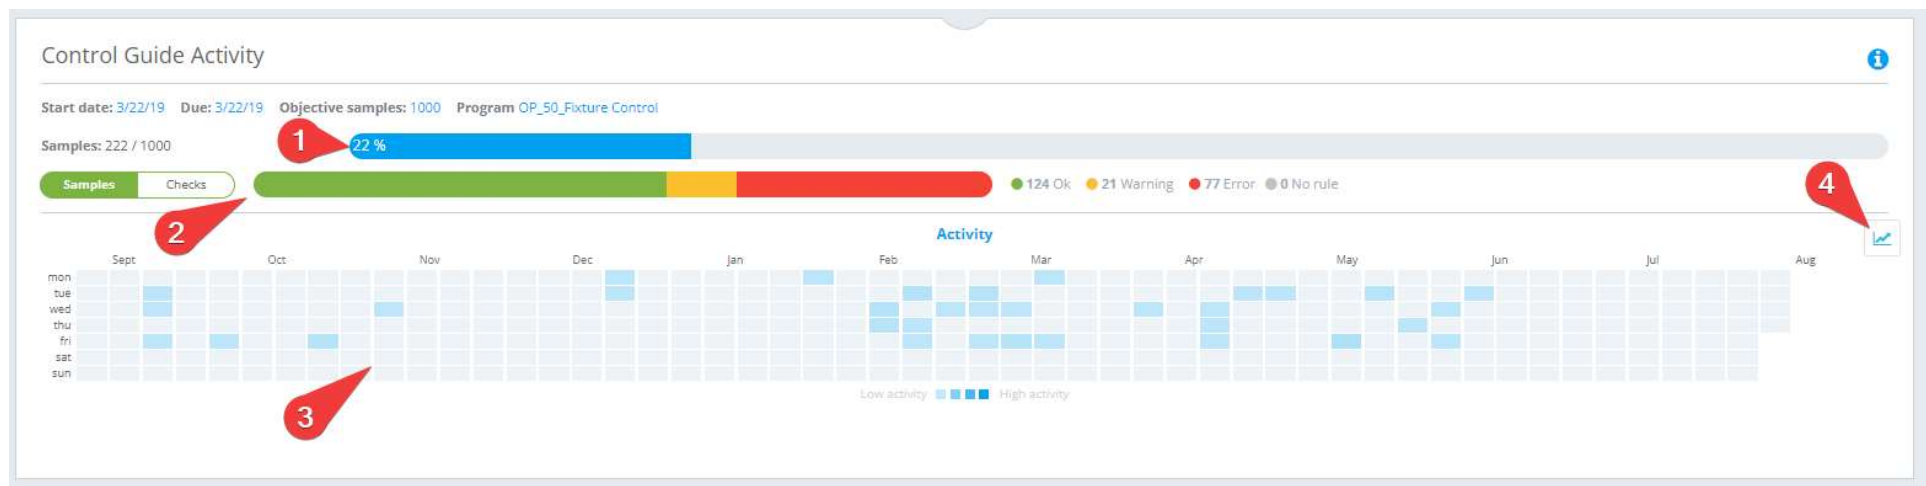 Control Guide Activity
Start date: 3/22/19 Due: 3/22/19 Objective samples: 1000 Program OP_50_Fixture Control
Samples: 222 / 1000 1 22 %
Samples Checks 124 Ok 21 Warning 77 Error 0 No rule 4
2
Activity
Sept Oct Nov Dec Jan Feb Mar Apr May Jun Jul Aug
mon
tue
wed
thu
fri
sat
sun
3
Low activity High activity